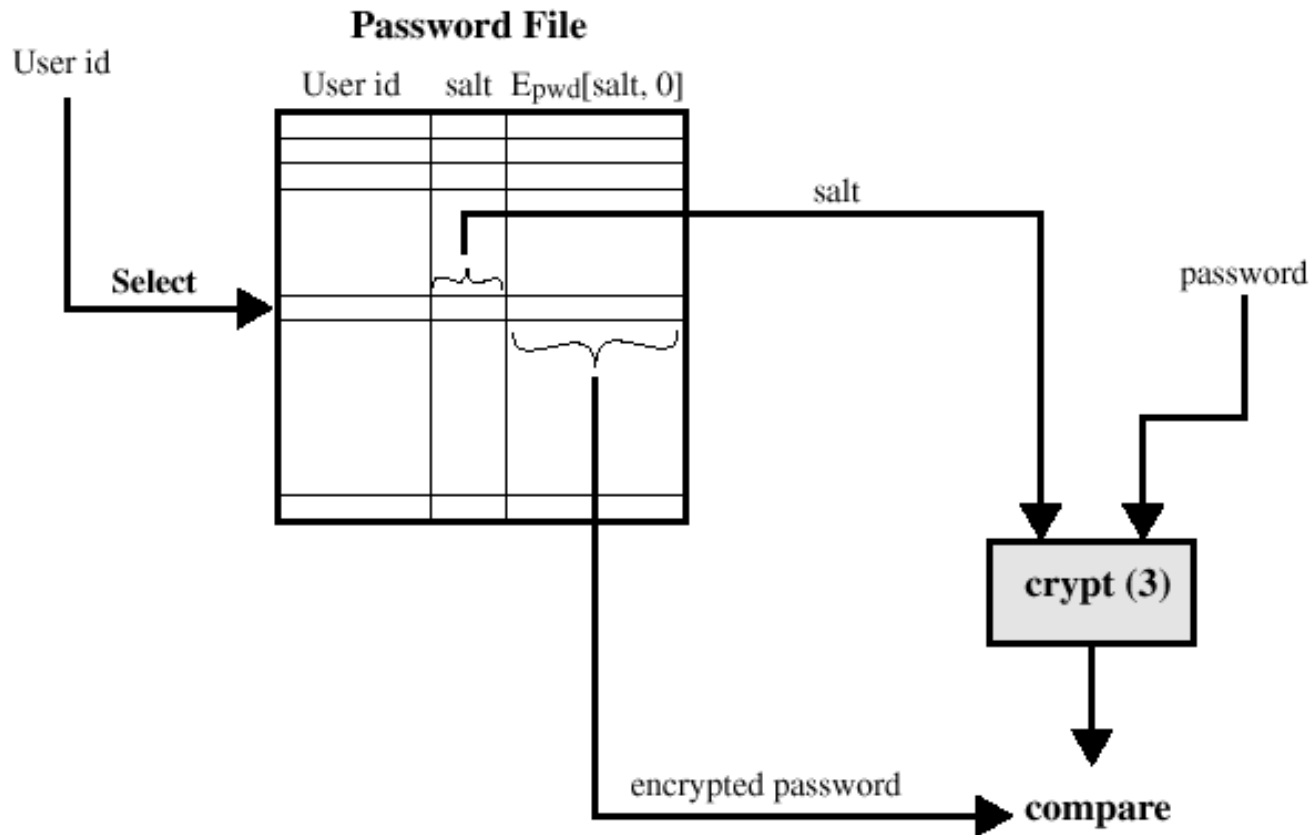 Password File
User id
User id salt Epwd[salt, 0]
salt
Select
password
crypt (3)
encrypted password
compare